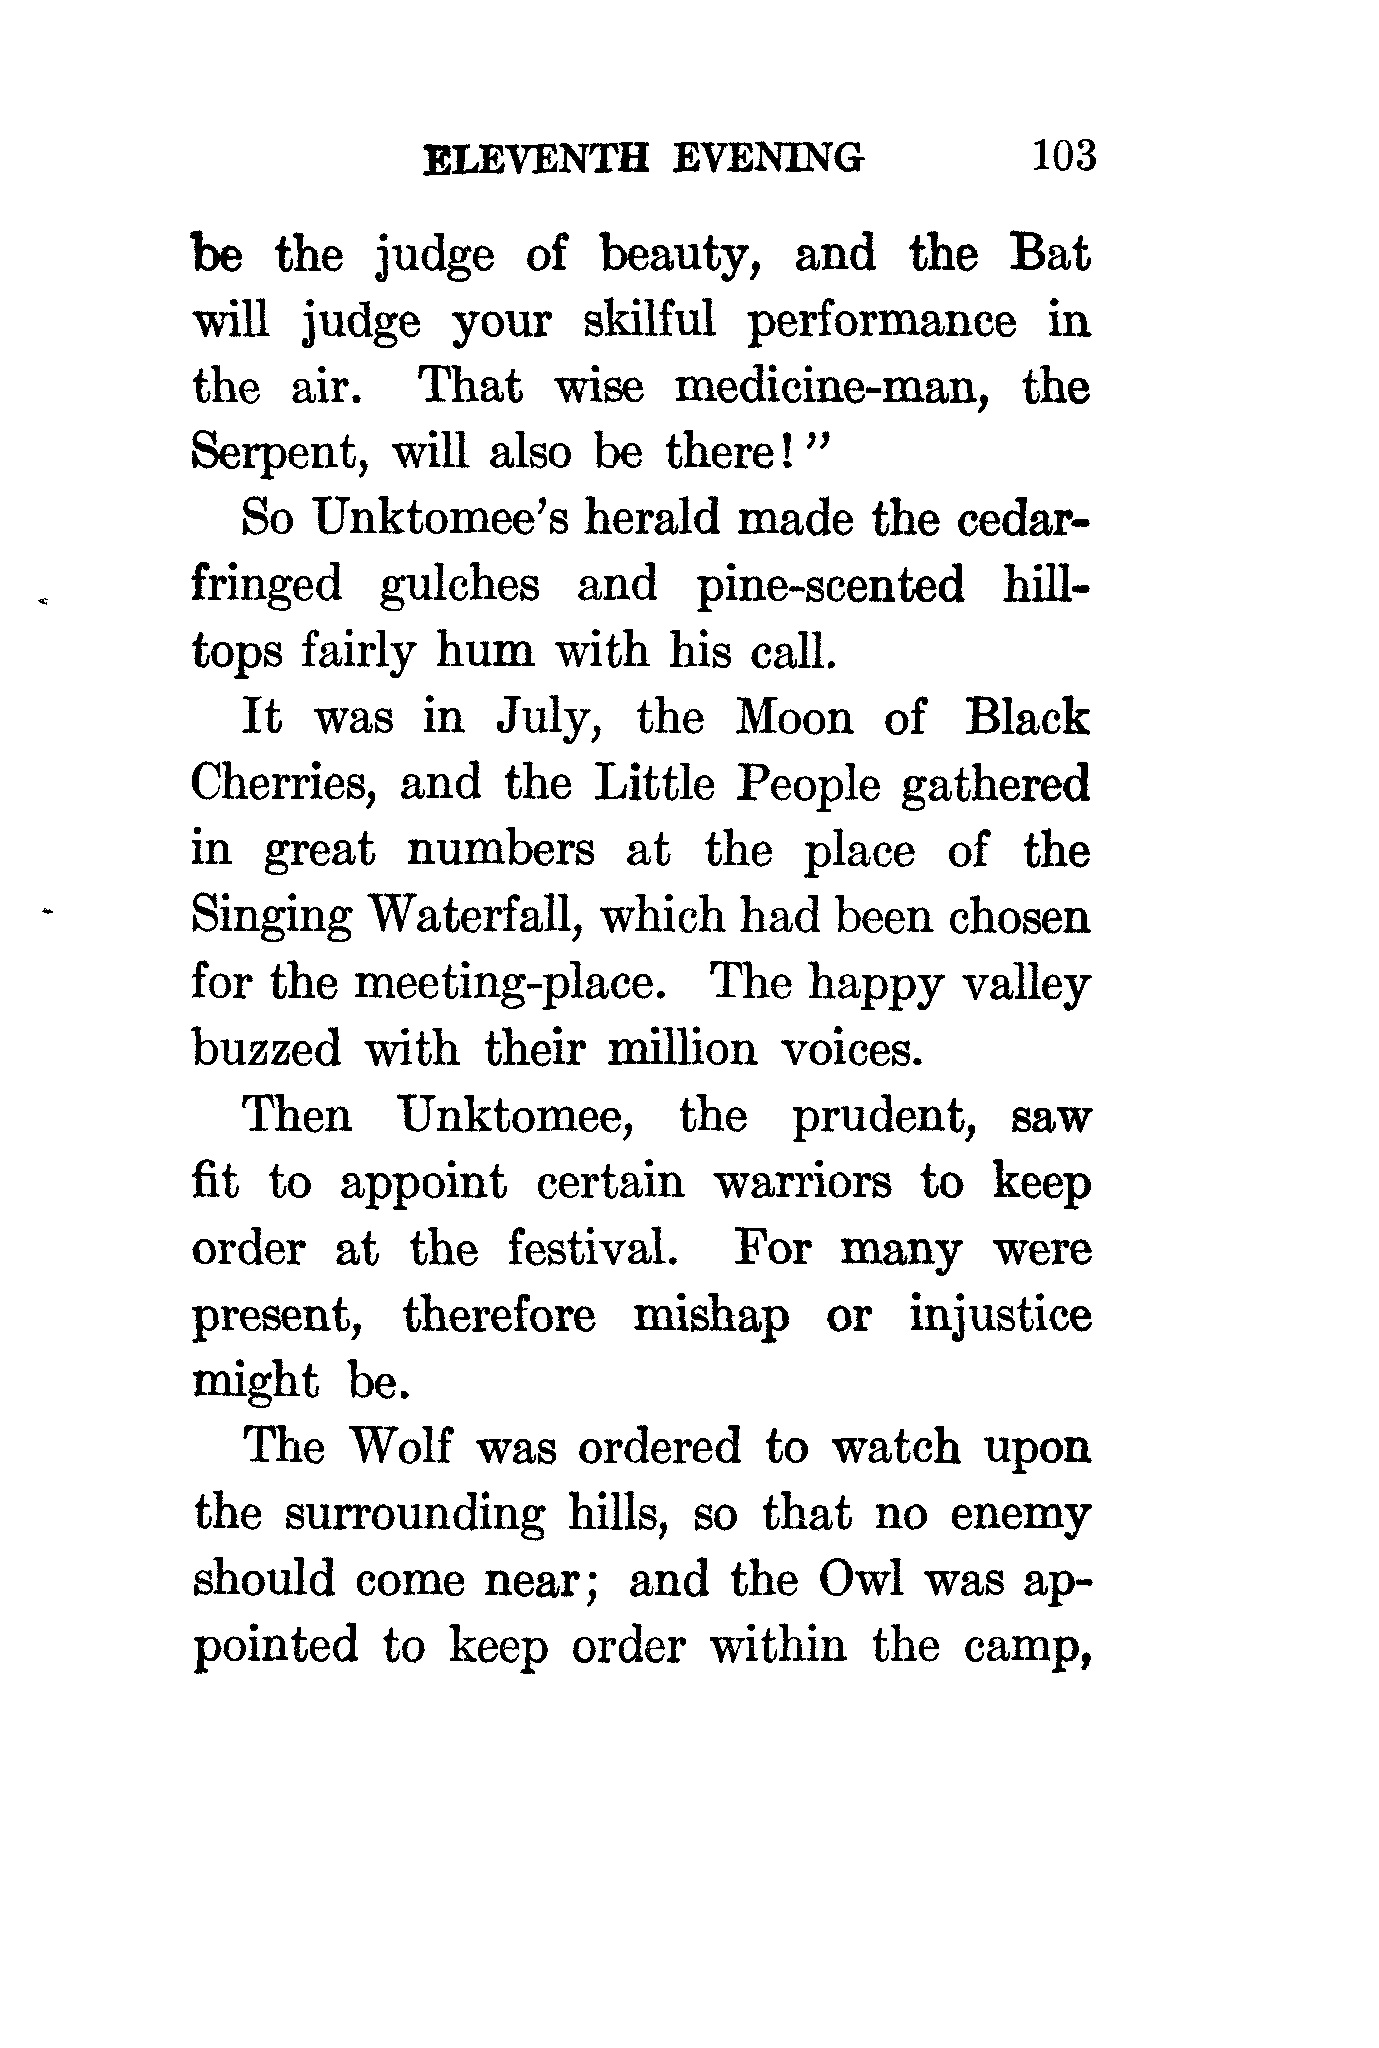 ELEVENTH EVENING 103
be the judge of beauty, and the Bat
will judge your skilful performance in
the air. That wise medicine-man, the
Serpent, will also be there!”
So Unktomee’s herald made the cedar-
fringed gulches and pine-scented hill-
tops fairly hum with his call.
It was in July, the Moon of Black
Cherries, and the Little People gathered
in great numbers at the place of the
Singing Waterfall, which had been chosen
for the meeting-place. The happy valley
buzzed with their million voices.
Then Unktomee, the prudent, saw
fit to appoint certain warriors to keep
order at the festival. For many were
present, therefore mishap or injustice
might be.
The Wolf was ordered to watch upon
the surrounding hills, so that no enemy
should come near; and the Owl was ap-
pointed to keep order within the camp,